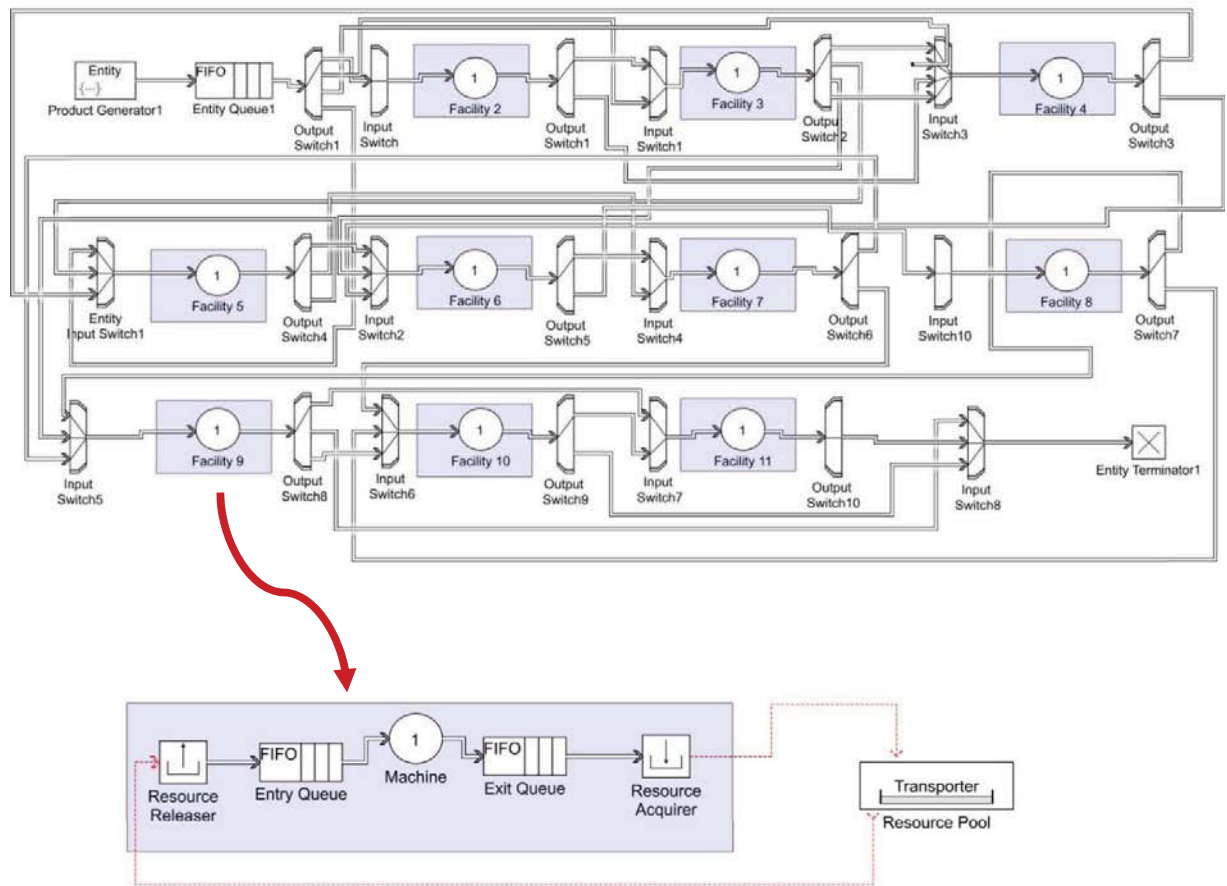 Entity
{···}
Product Generator1
FIFO
Entity Queue1
Output
Switch1
Input
Switch
1
Facility 2
Output
Switch1
Input
Switch1
1
Facility 3
Output
Switch2
Input
Switch3
1
Facility 4
Output
Switch3
Entity
Input Switch1
1
Facility 5
Output
Switch4
Input
Switch2
1
Facility 6
Output
Switch5
Input
Switch4
1
Facility 7
Output
Switch6
Input
Switch10
1
Facility 8
Output
Switch7
Input
Switch5
1
Facility 9
Output
Switch8
Input
Switch6
1
Facility 10
Output
Switch9
Input
Switch7
1
Facility 11
Output
Switch10
Input
Switch8
Entity Terminator1
Resource
Releaser
FIFO
Entry Queue
1
Machine
FIFO
Exit Queue
Resource
Acquirer
Transporter
Resource Pool